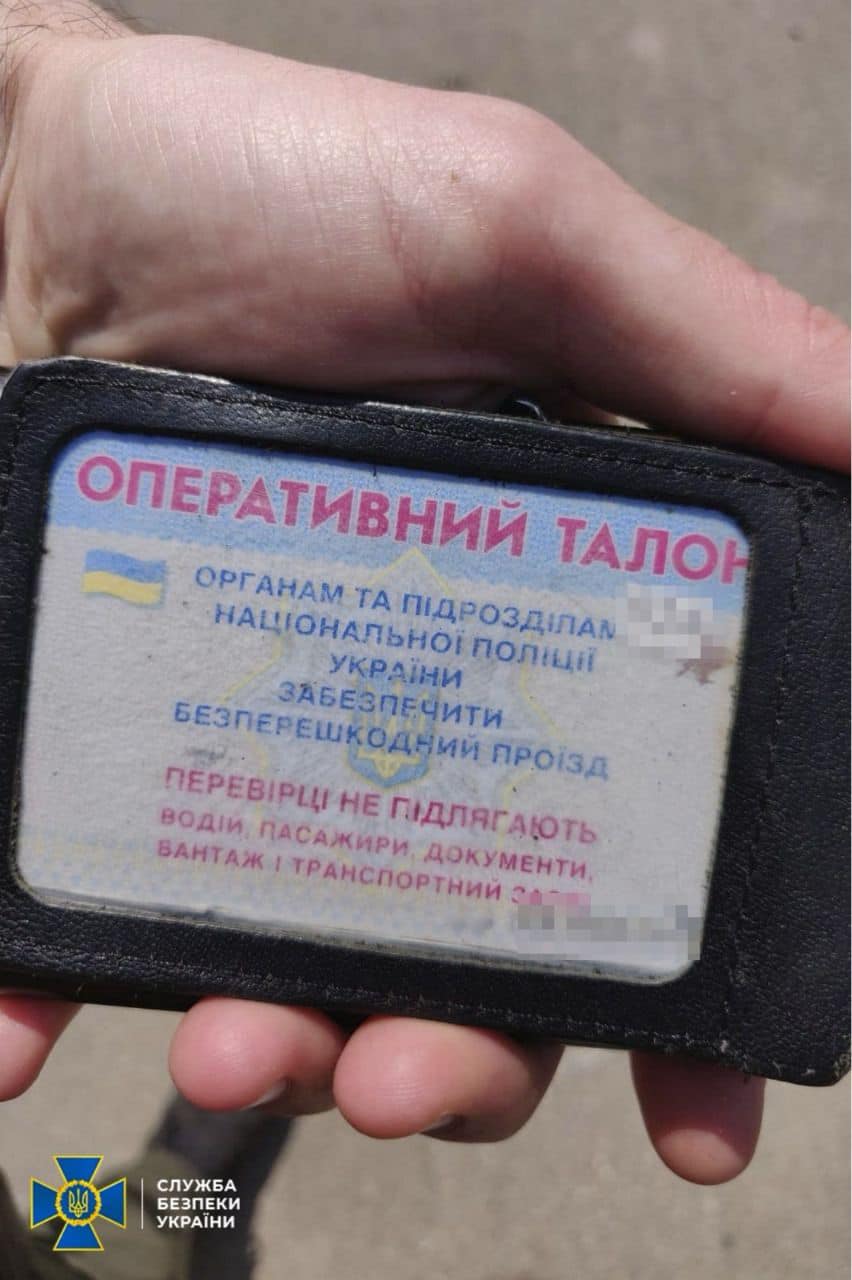 ОПЕРАТИВНИЙ ТАЛОН
ОРГАНАМ ТА ПІДРОЗДІЛАМ
НАЦІОНАЛЬНОЇ ПОЛІЦІЇ
УКРАЇНИ
ЗАБЕЗПЕЧИТИ
БЕЗПЕРЕШКОДНИЙ ПРОЇЗД
ПЕРЕВІРЦІ НЕ ПІДЛЯГАЮТЬ
ВОДІЙ, ПАСАЖИРИ, ДОКУМЕНТИ,
ВАНТАЖ І ТРАНСПОРТНИЙ
СЛУЖБА
БЕЗПЕКИ
УКРАЇНИ